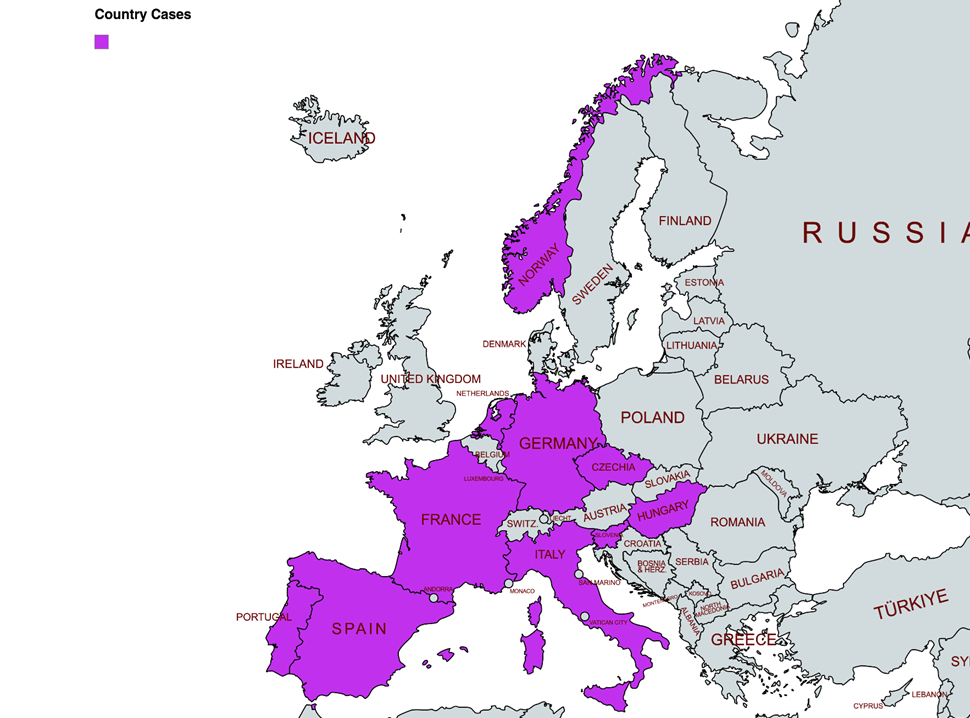 Country Cases
ICELAND
RUSSIA
FINLAND
NORWAY
SWEDEN
ESTONIA
LATVIA
DENMARK
LITHUANIA
IRELAND
UNITED KINGDOM
BELARUS
NETHERLANDS
POLAND
GERMANY
UKRAINE
BELGIUM
CZECHIA
LUXEMBOURG
SLOVAKIA
MOLDOVA
FRANCE
SWITZ.
LIECHT.
AUSTRIA
HUNGARY
ROMANIA
SLOVENIA
CROATIA
ITALY
BOSNIA
& HERZ.
SERBIA
SAN MARINO
BULGARIA
ANDORRA
MONACO
KOSOVO
MONTENEGRO
NORTH
MACEDONIA
TÜRKIYE
PORTUGAL
SPAIN
VATICAN CITY
ALBANIA
GREECE
SY
LEBANON
CYPRUS